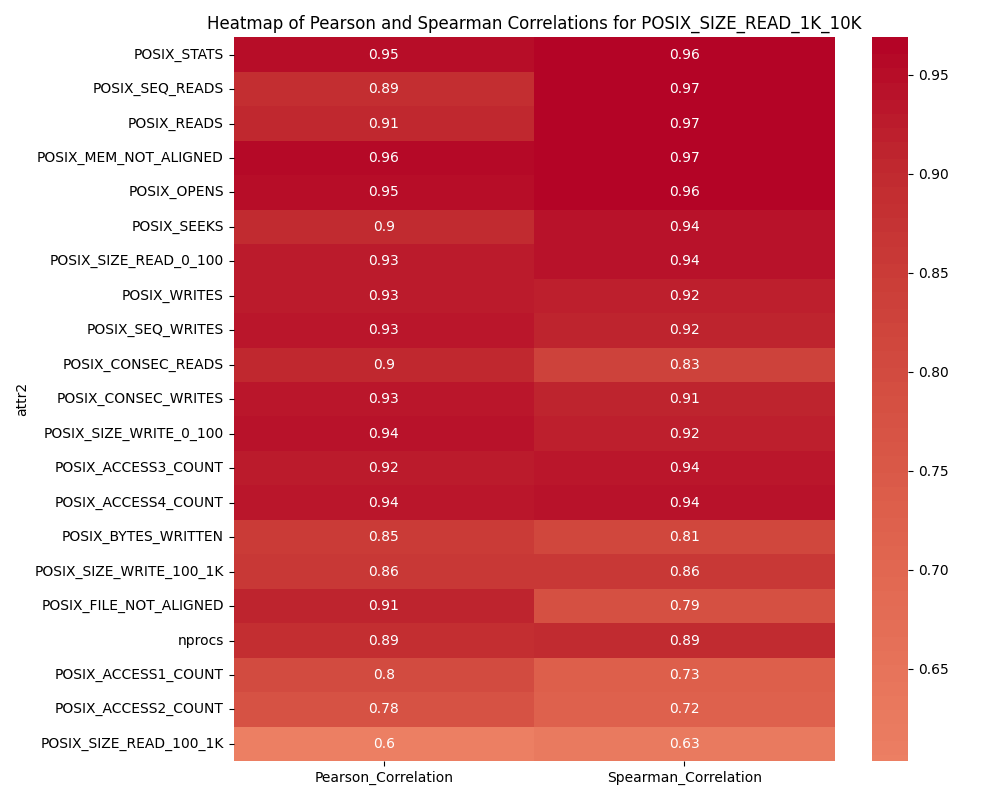 Heatmap of Pearson and Spearman Correlations for POSIX_SIZE_READ_1K_10K
attr2
POSIX_STATS 0.95 0.96
POSIX_SEQ_READS 0.89 0.97
POSIX_READS 0.91 0.97
POSIX_MEM_NOT_ALIGNED 0.96 0.97
POSIX_OPENS 0.95 0.96
POSIX_SEEKS 0.9 0.94
POSIX_SIZE_READ_0_100 0.93 0.94
POSIX_WRITES 0.93 0.92
POSIX_SEQ_WRITES 0.93 0.92
POSIX_CONSEC_READS 0.9 0.83
POSIX_CONSEC_WRITES 0.93 0.91
POSIX_SIZE_WRITE_0_100 0.94 0.92
POSIX_ACCESS3_COUNT 0.92 0.94
POSIX_ACCESS4_COUNT 0.94 0.94
POSIX_BYTES_WRITTEN 0.85 0.81
POSIX_SIZE_WRITE_100_1K 0.86 0.86
POSIX_FILE_NOT_ALIGNED 0.91 0.79
nprocs 0.89 0.89
POSIX_ACCESS1_COUNT 0.8 0.73
POSIX_ACCESS2_COUNT 0.78 0.72
POSIX_SIZE_READ_100_1K 0.6 0.63
Pearson_Correlation Spearman_Correlation
0.95
0.90
0.85
0.80
0.75
0.70
0.65